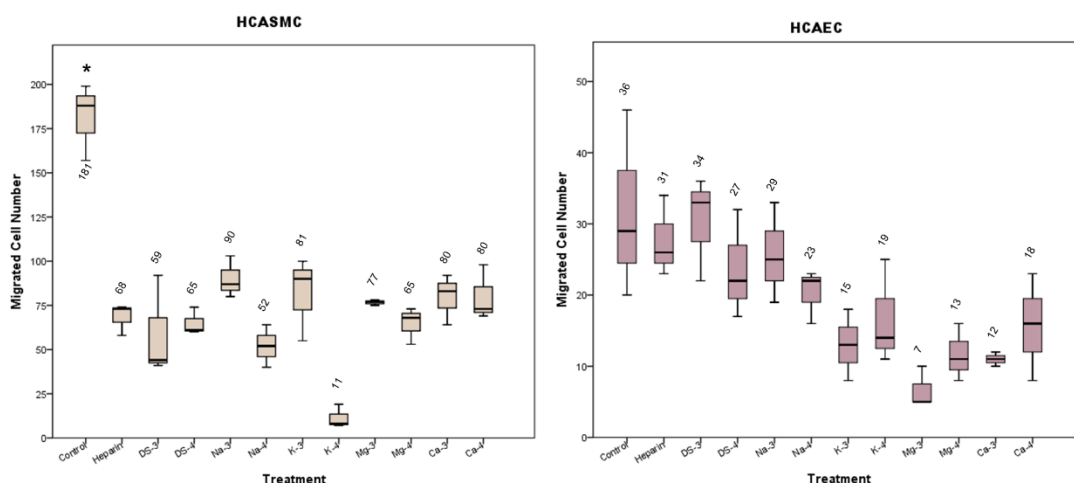 HCASMC
*
200
175
150
125
100
75
50
25
0
Migrated Cell Number
181
68
59
65
90
52
81
11
77
65
80
80
Control
Heparin
DS-3
DS-4
Na-3
Na-4
K-3
K-4
Mg-3
Mg-4
Ca-3
Ca-4
Treatment
HCAEC
50
40
30
20
10
0
Migrated Cell Number
36
31
34
27
29
23
15
19
7
13
12
18
Control
Heparin
DS-3
DS-4
Na-3
Na-4
K-3
K-4
Mg-3
Mg-4
Ca-3
Ca-4
Treatment